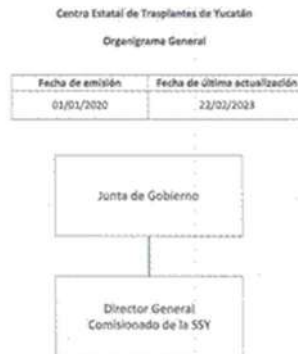 Centro Estatal de Trasplantes de Yucatán
Organigrama General
Fecha de emisión Fecha de última actualización
01/01/2020 22/02/2023
Junta de Gobierno
Director General
Comisionado de la SSY